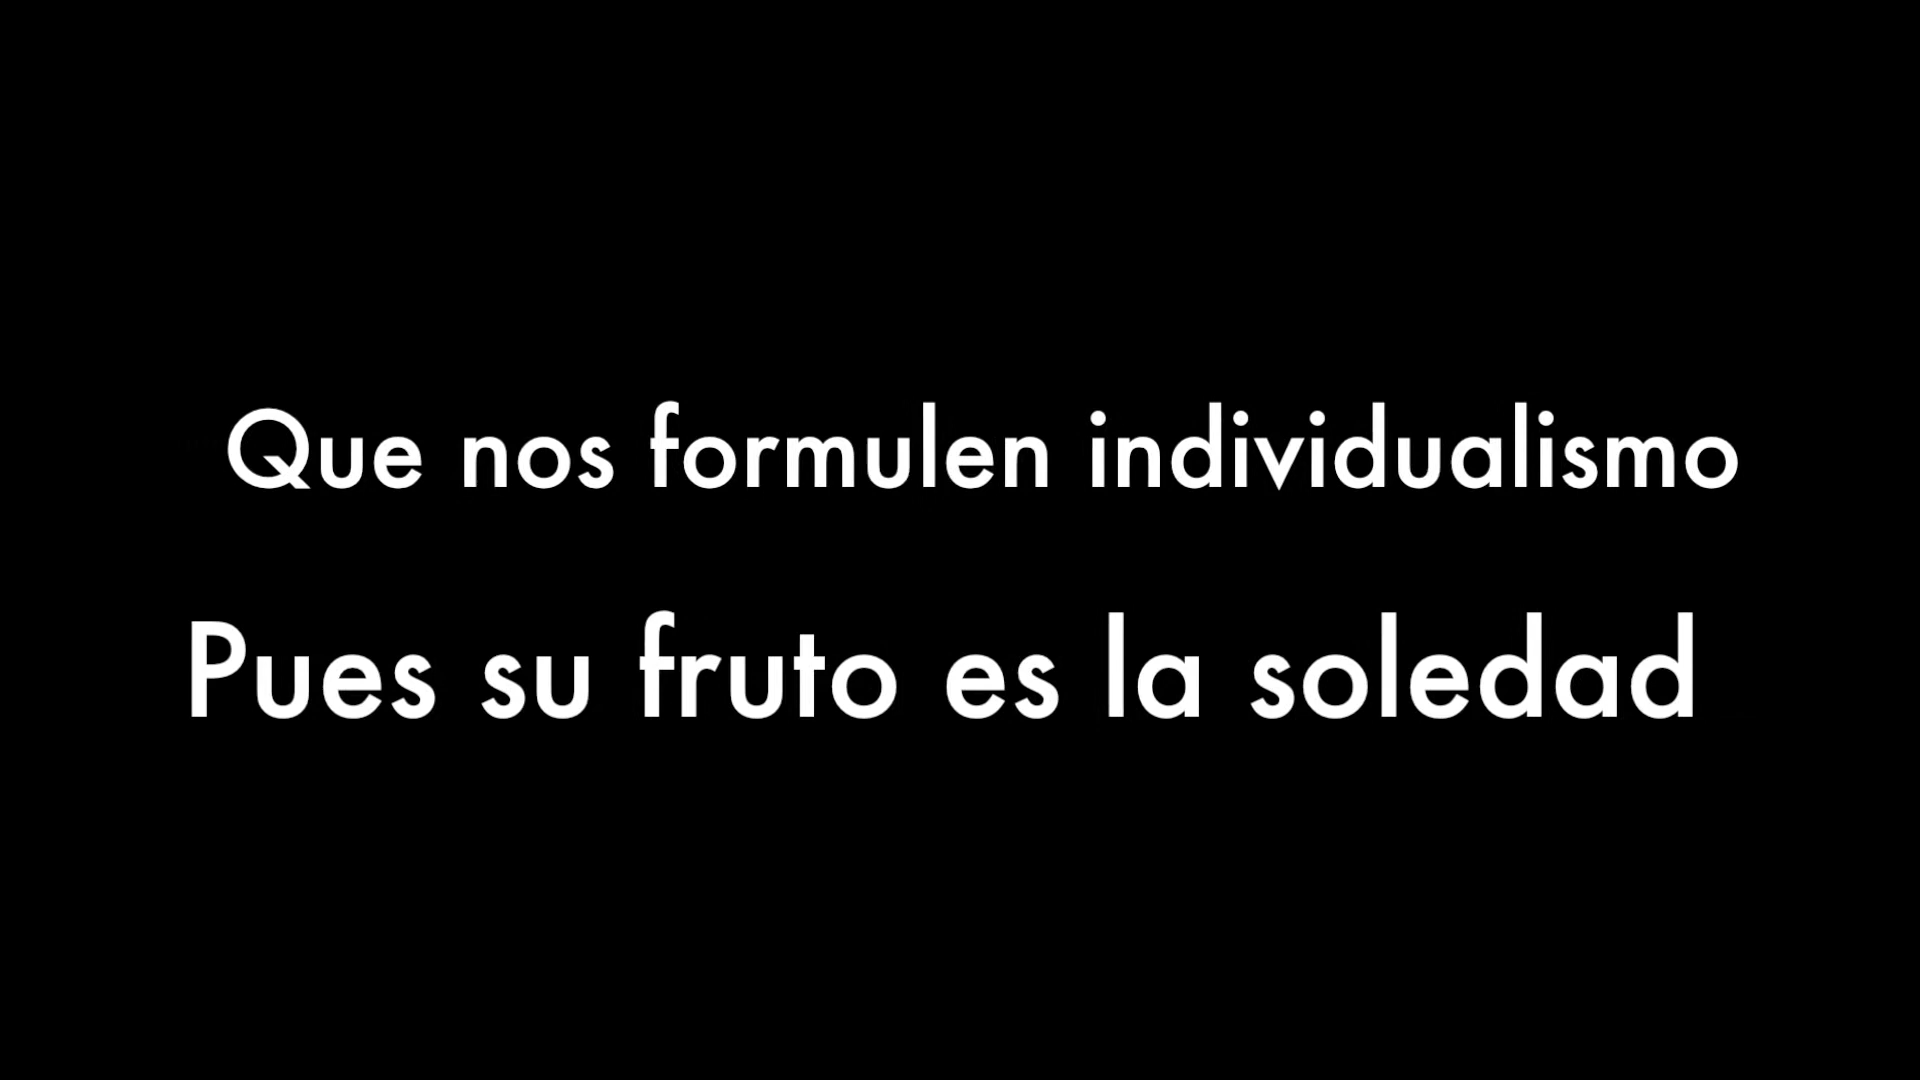 Que nos formulen individualismo
Pues su fruto es la soledad